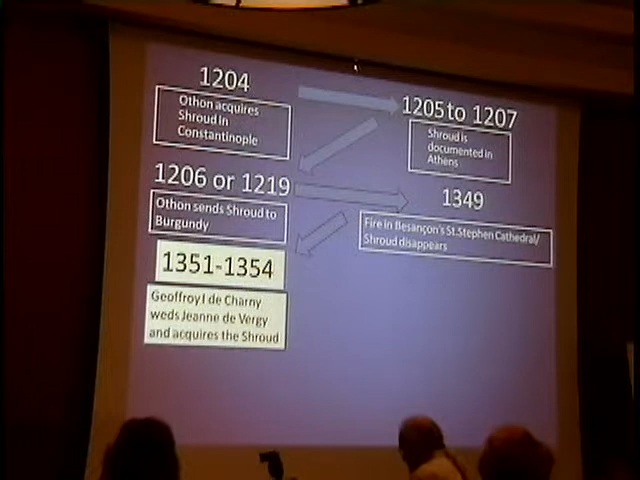 1204
Othon acquires
Shroud in
Constantinople
1205 to 1207
Shroud is
documented in
Athens
1206 or 1219
Othon sends Shroud to
Burgundy
1349
Fire in Besançon's St.Stephen Cathedral/
Shroud disappears
1351-1354
Geoffroy I de Charny
weds Jeanne de Vergy
and acquires the Shroud